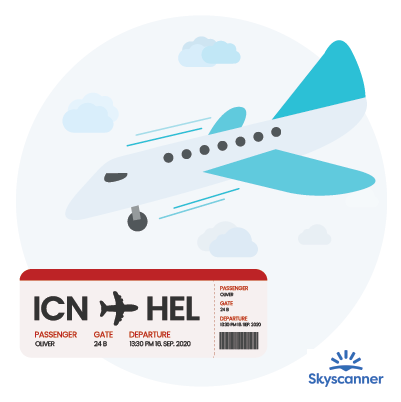 ICN HEL
PASSENGER GATE DEPARTURE
OLIVER 24 B 13:30 PM 16. SEP. 2020
PASSENGER
OLIVER
GATE
24 B
DEPARTURE
13:30 PM 16. SEP. 2020
Skyscanner